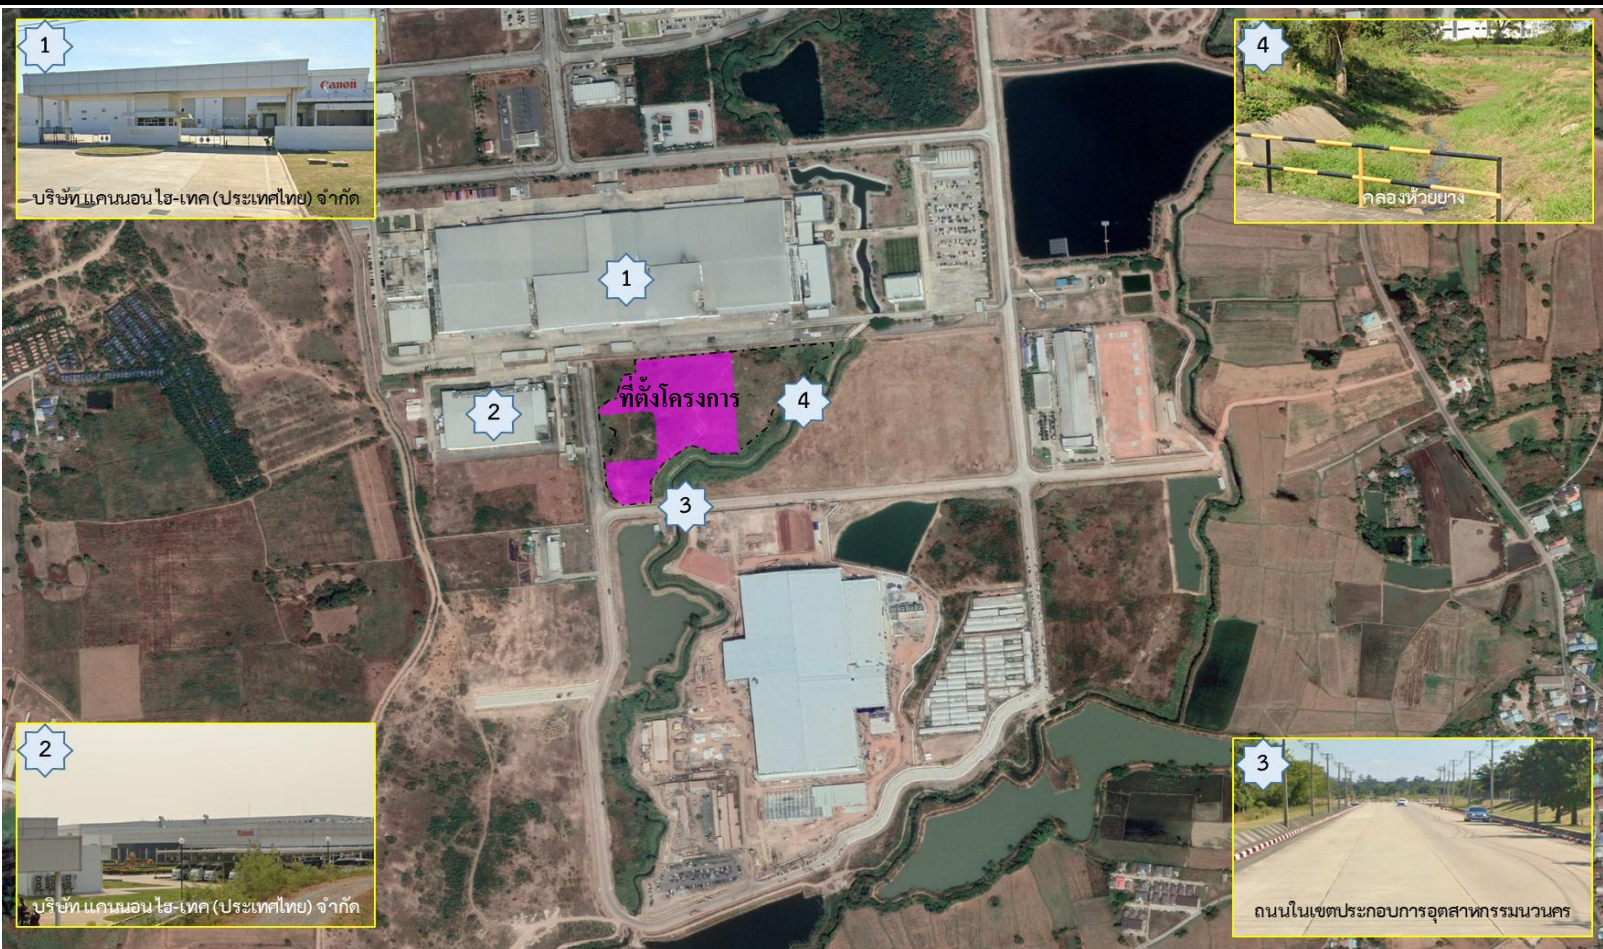 1
Canon
บริษัท แคนนอน ไฮ-เทค (ประเทศไทย) จำกัด
4
คลองห้วยยาง
1
ที่ตั้งโครงการ
2
4
3
2
บริษัท แคนนอน ไฮ-เทค (ประเทศไทย) จำกัด
3
ถนนในเขตประกอบการอุตสาหกรรมนวนคร